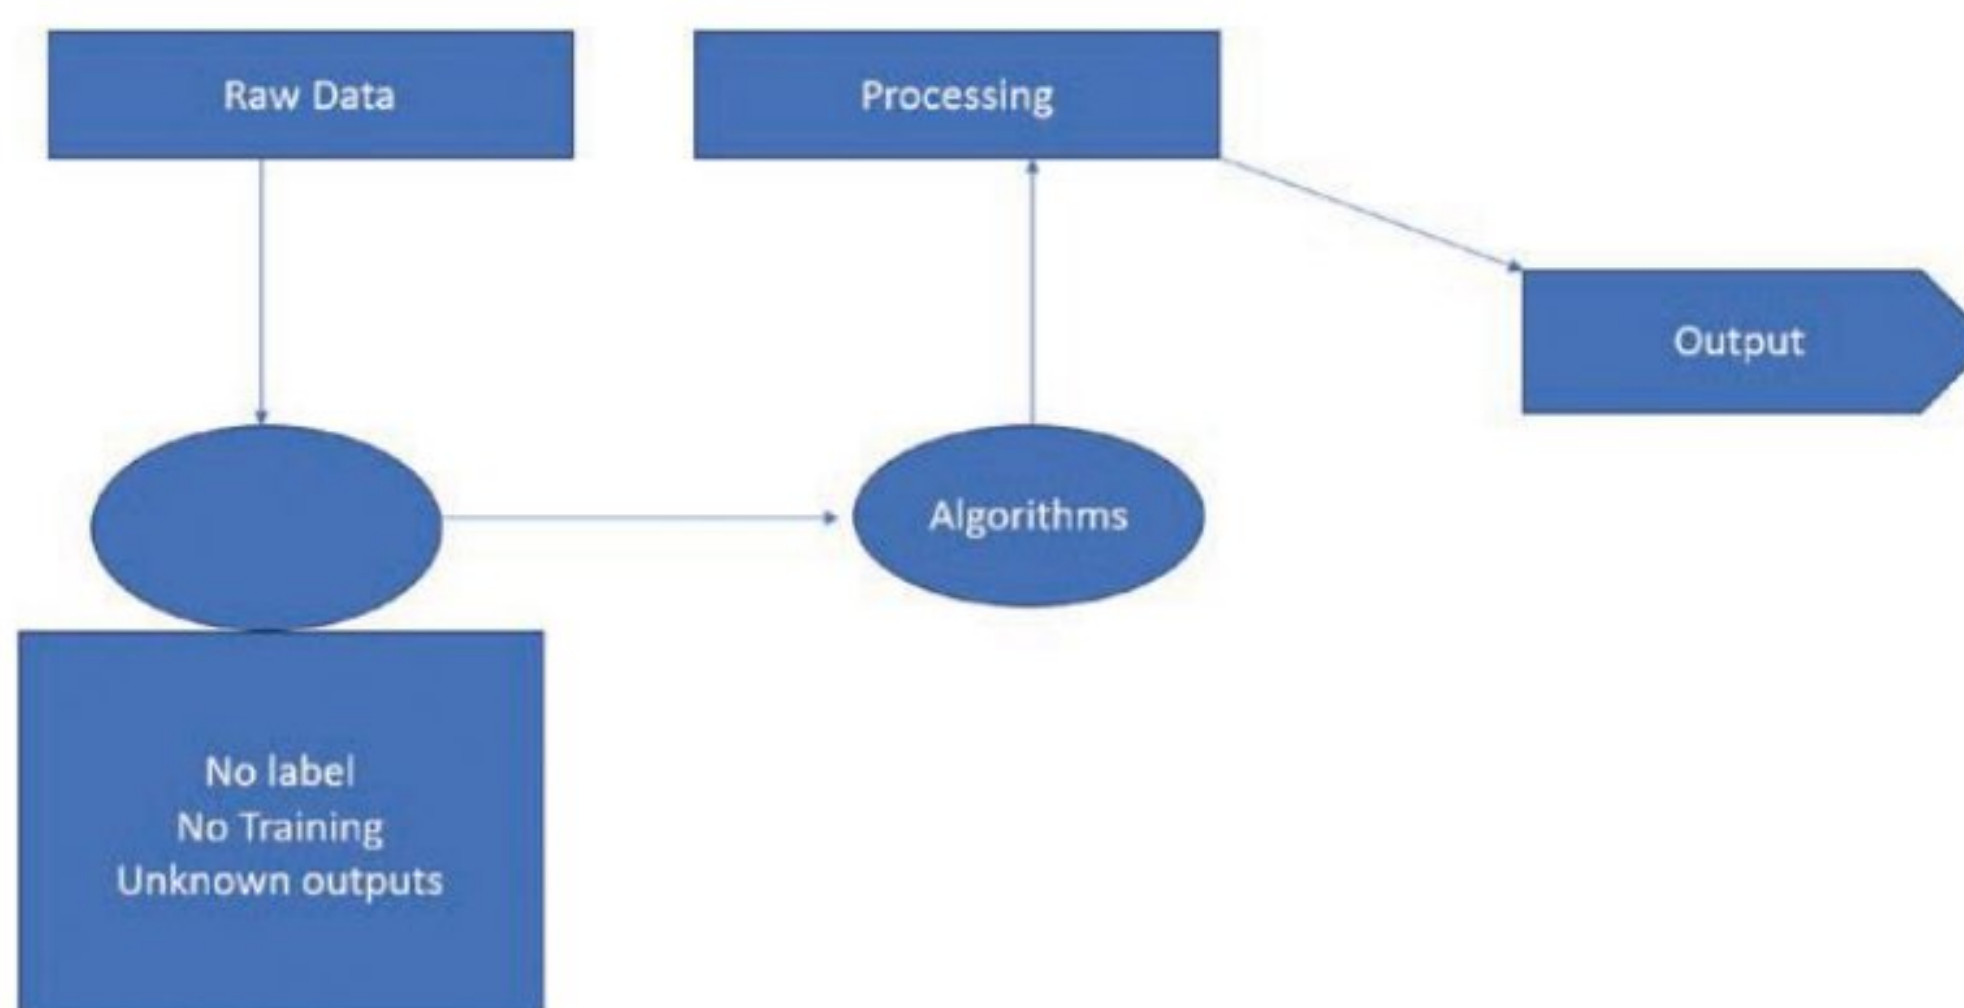 Raw Data
Processing
Output
Algorithms
No label
No Training
Unknown outputs